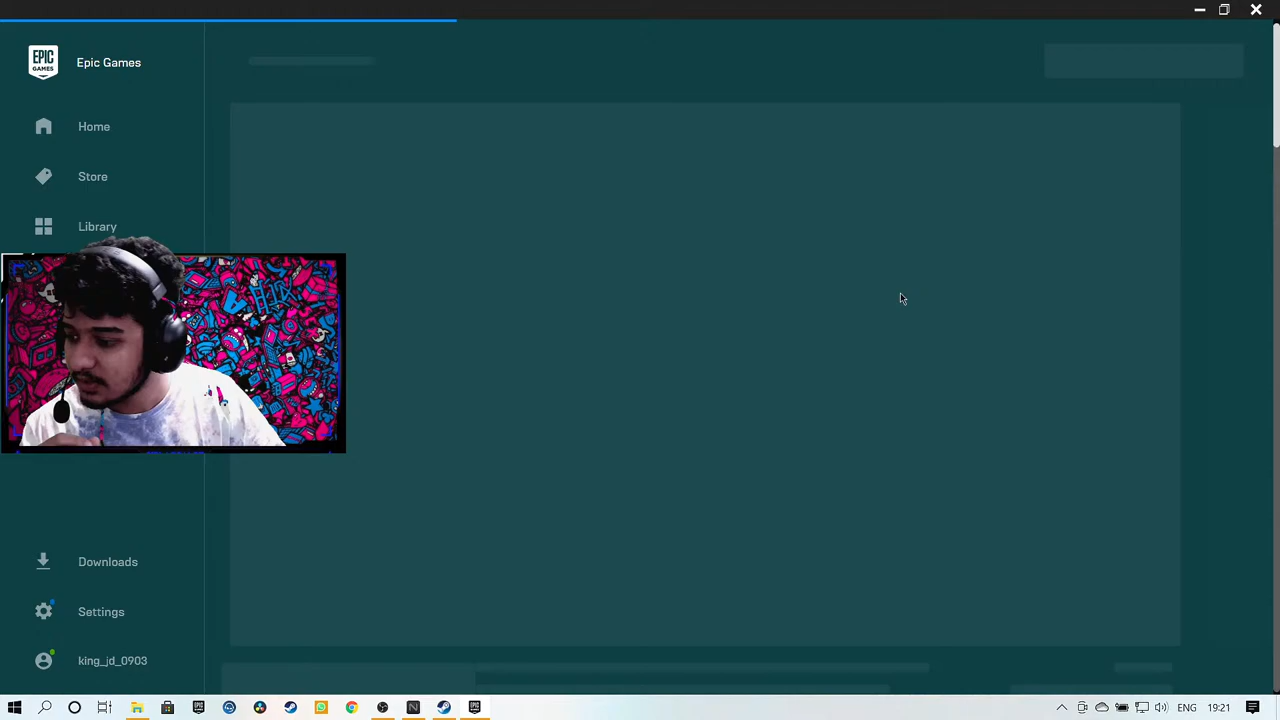 EPIC
GAMES
Epic Games
Home
Store
Library
Downloads
Settings
king_jd_0903
ENG
19:21